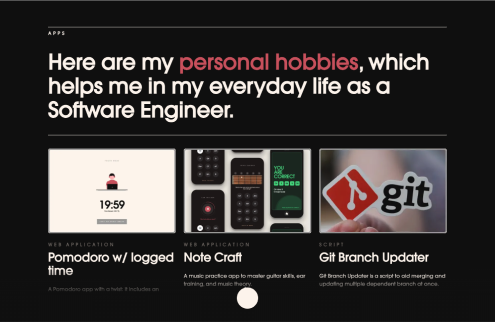 APPS
Here are my personal hobbies, which
helps me in my everyday life as a
Software Engineer.
19:59
YOU
ARE
CORRECT
git
WEB APPLICATION
Pomodoro w/ logged
time
A Pomodoro app with a twist. It includes an
WEB APPLICATION
Note Craft
A music practice app to master guitar skills, ear
training, and music theory.
SCRIPT
Git Branch Updater
Git Branch Updater is a script to aid merging and
updating multiple dependent branch at once.